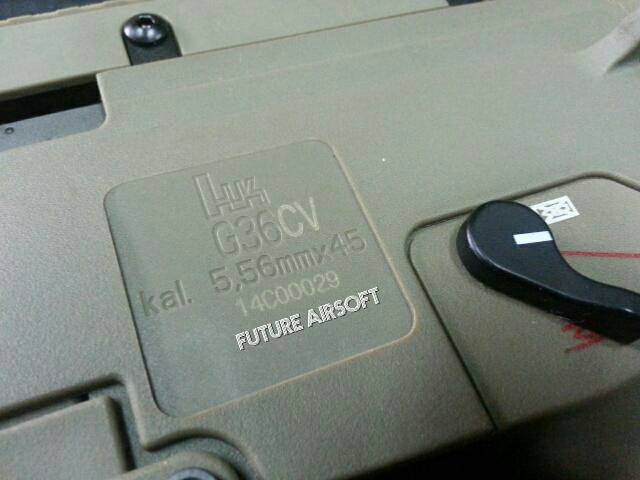 HK
G36CV
kal. 5,56mmx45
14C00029
FUTURE AIRSOFT